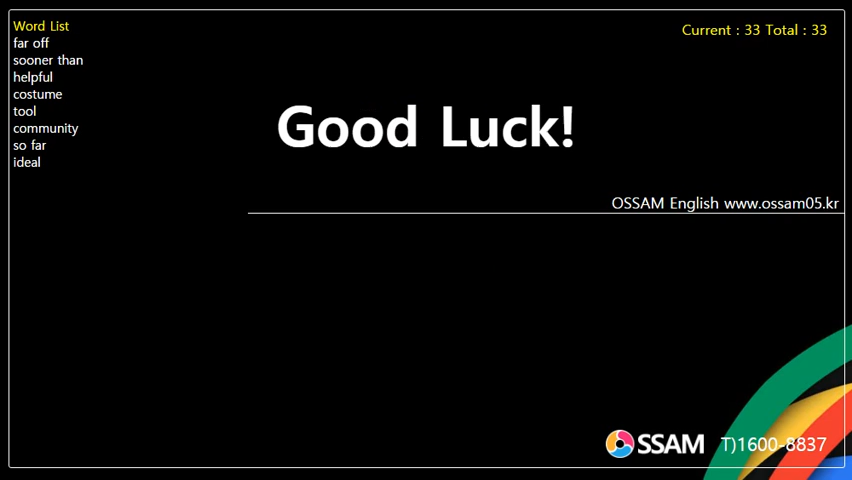 Word List
far off
sooner than
helpful
costume
tool
community
so far
ideal
Current : 33 Total : 33
Good Luck!
OSSAM English www.ossam05.kr
OSSAM T)1600-8837